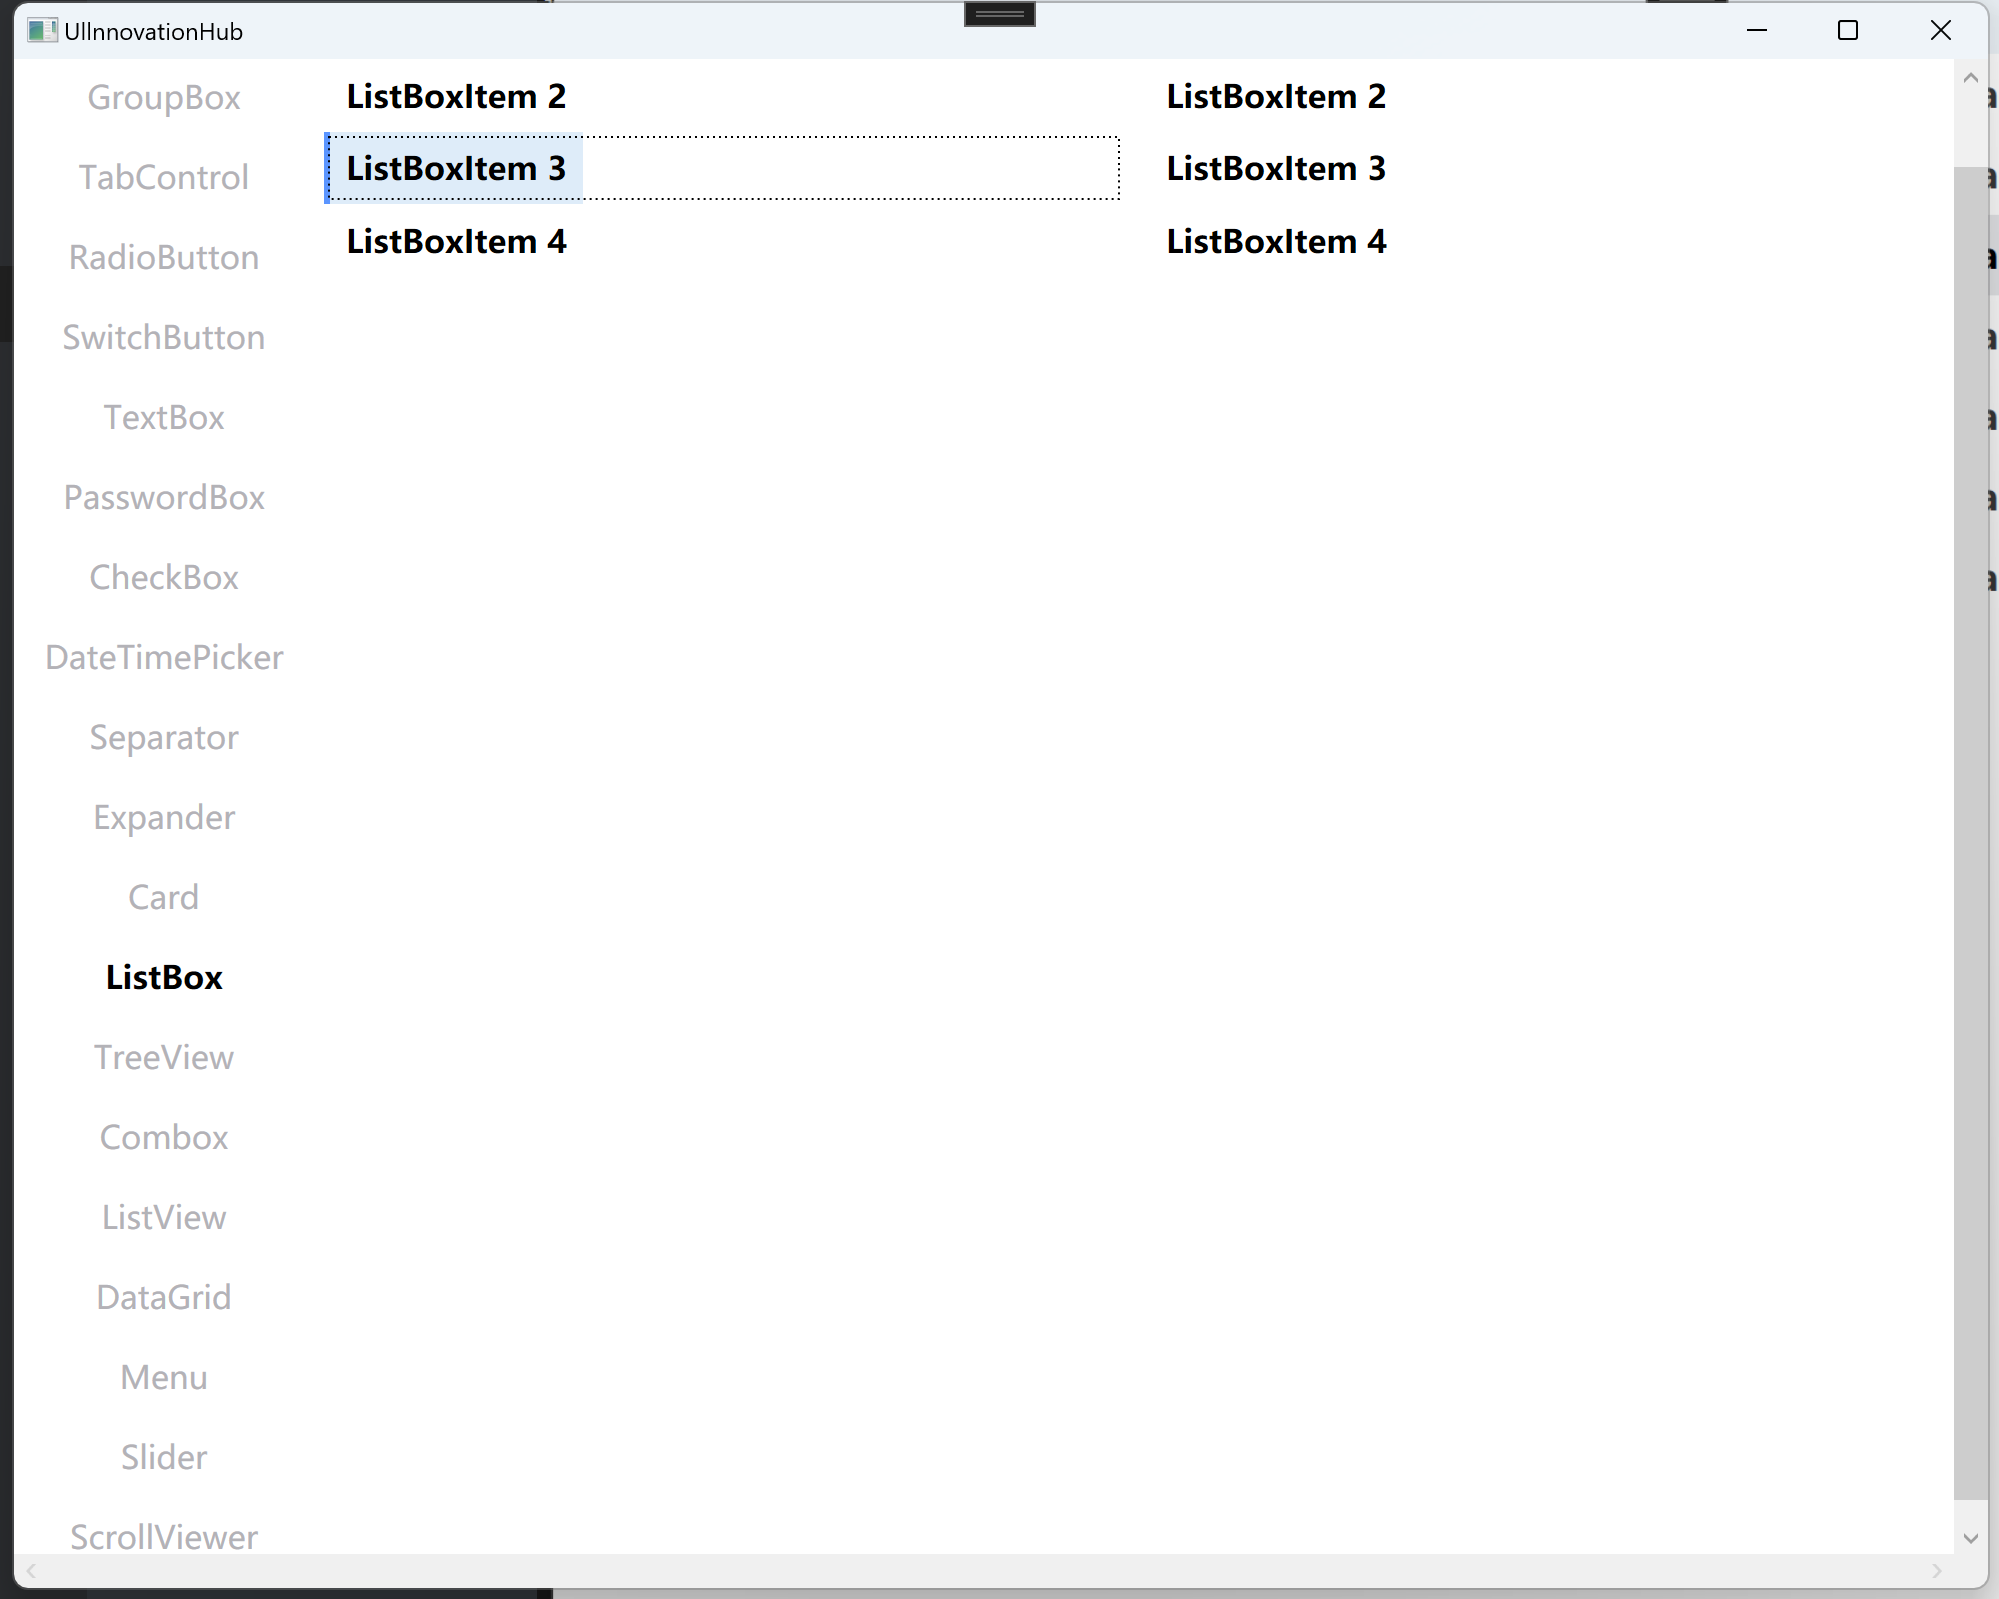 UIInnovationHub
GroupBox
TabControl
RadioButton
SwitchButton
TextBox
PasswordBox
CheckBox
DateTimePicker
Separator
Expander
Card
ListBox
TreeView
Combox
ListView
DataGrid
Menu
Slider
ScrollViewer
ListBoxItem 2
ListBoxItem 3
ListBoxItem 4
ListBoxItem 2
ListBoxItem 3
ListBoxItem 4